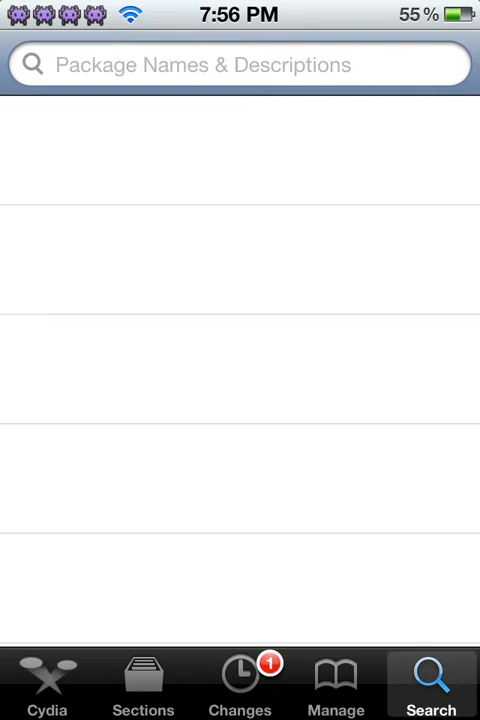 7:56 PM 55%
Package Names & Descriptions
1
Cydia Sections Changes Manage Search